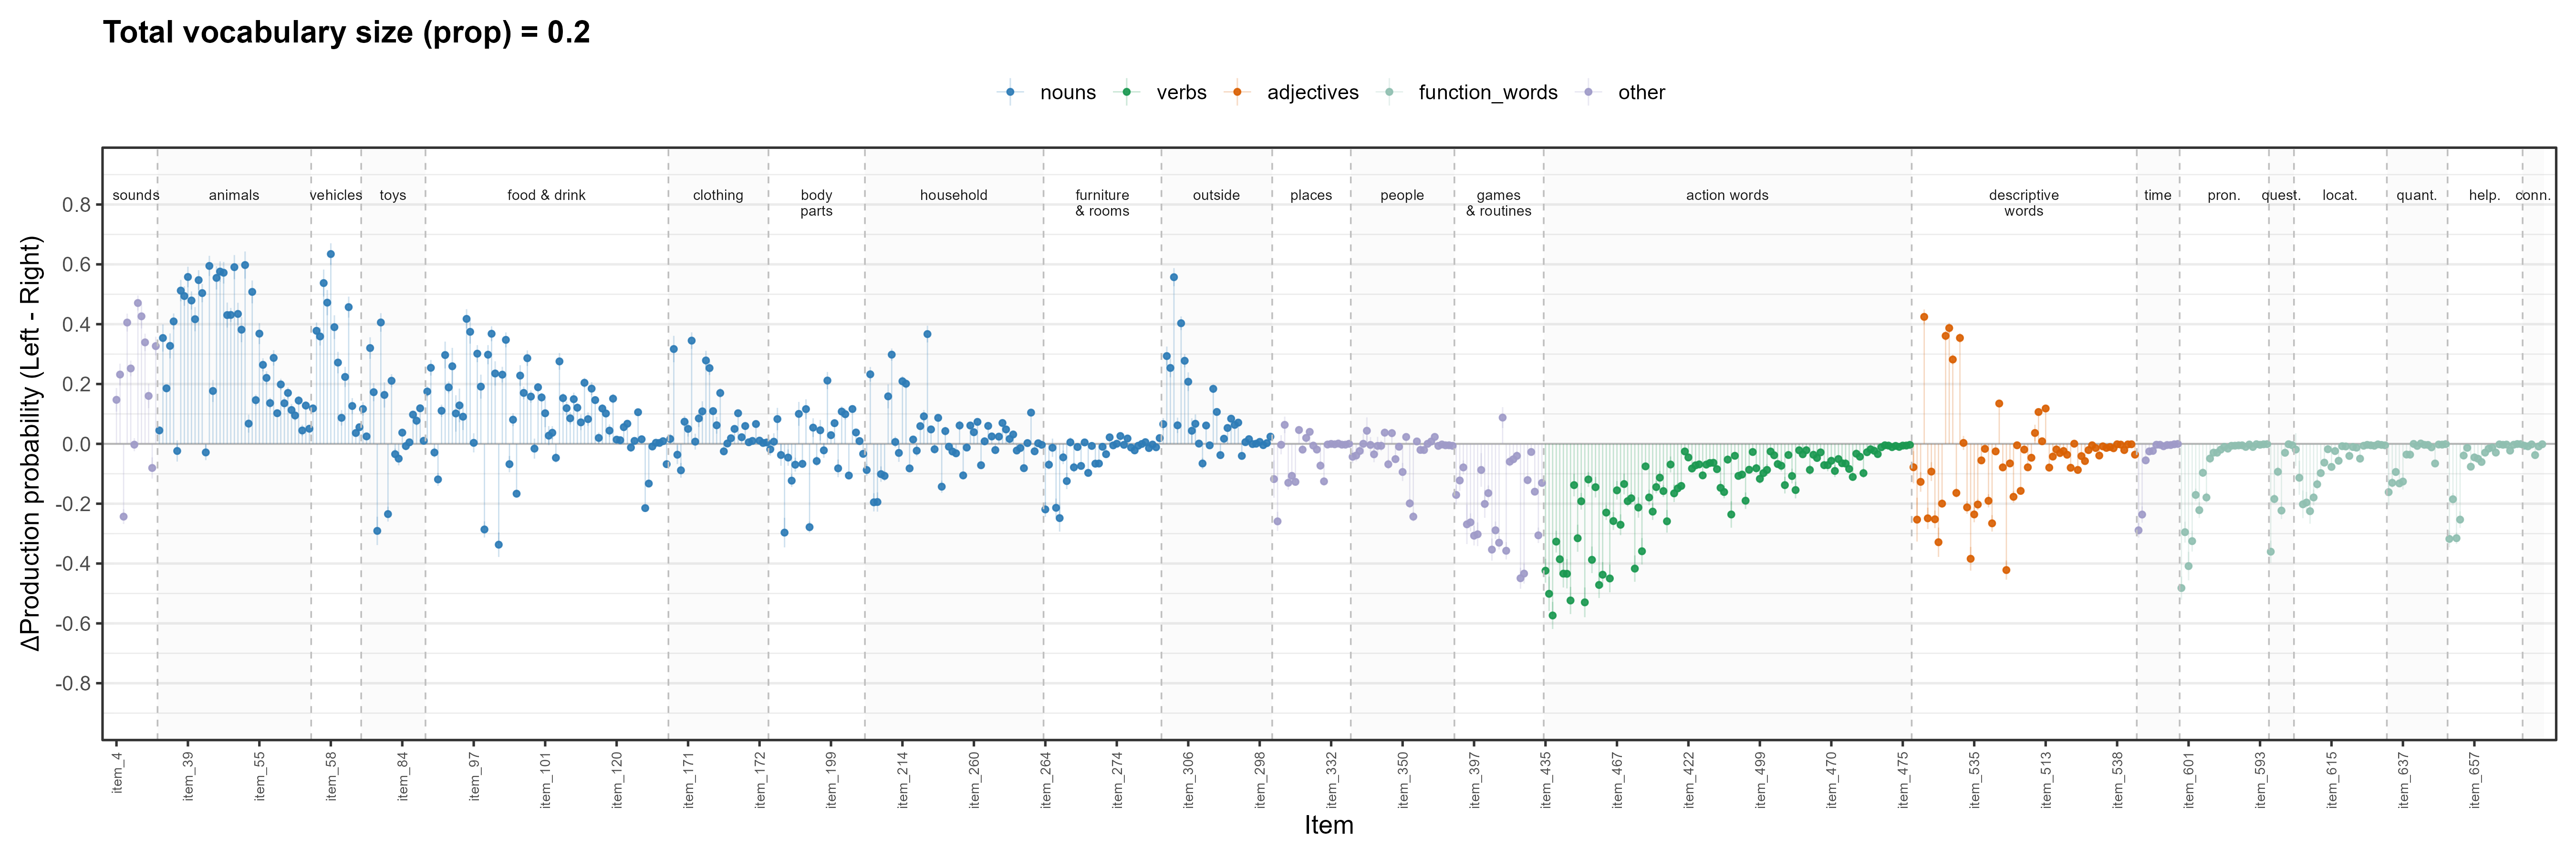 Total vocabulary size (prop) = 0.2
nouns verbs adjectives function_words other
sounds animals vehicles toys food & drink clothing body parts household furniture & rooms outside places people games & routines action words descriptive words time pron. quest. locat. quant. help. conn.
ΔProduction probability (Left - Right)
0.8
0.6
0.4
0.2
0.0
-0.2
-0.4
-0.6
-0.8
item_4 item_39 item_55 item_58 item_84 item_97 item_101 item_120 item_171 item_172 item_199 item_214 item_260 item_264 item_274 item_306 item_298 item_332 item_350 item_397 item_435 item_467 item_422 item_499 item_470 item_475 item_535 item_513 item_538 item_601 item_593 item_615 item_637 item_657
Item